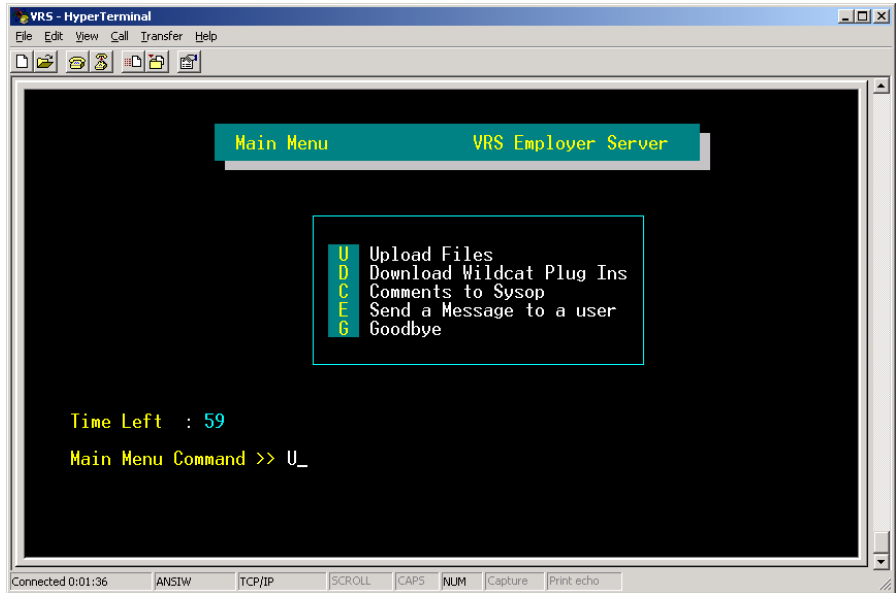 VRS - HyperTerminal
File Edit View Call Transfer Help
Main Menu VRS Employer Server
U Upload Files
D Download Wildcat Plug Ins
C Comments to Sysop
E Send a Message to a user
G Goodbye
Time Left : 59
Main Menu Command >> U_
Connected 0:01:36 ANSIW TCP/IP SCROLL CAPS NUM Capture Print echo